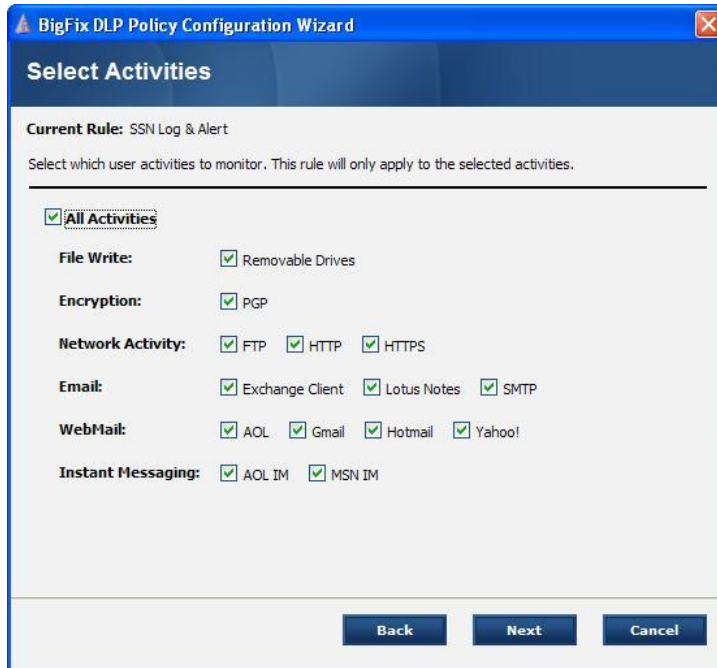 BigFix DLP Policy Configuration Wizard
Select Activities
Current Rule: SSN Log & Alert
Select which user activities to monitor. This rule will only apply to the selected activities.
All Activities
File Write: Removable Drives
Encryption: PGP
Network Activity: FTP HTTP HTTPS
Email: Exchange Client Lotus Notes SMTP
WebMail: AOL Gmail Hotmail Yahoo!
Instant Messaging: AOL IM MSN IM
Back Next Cancel